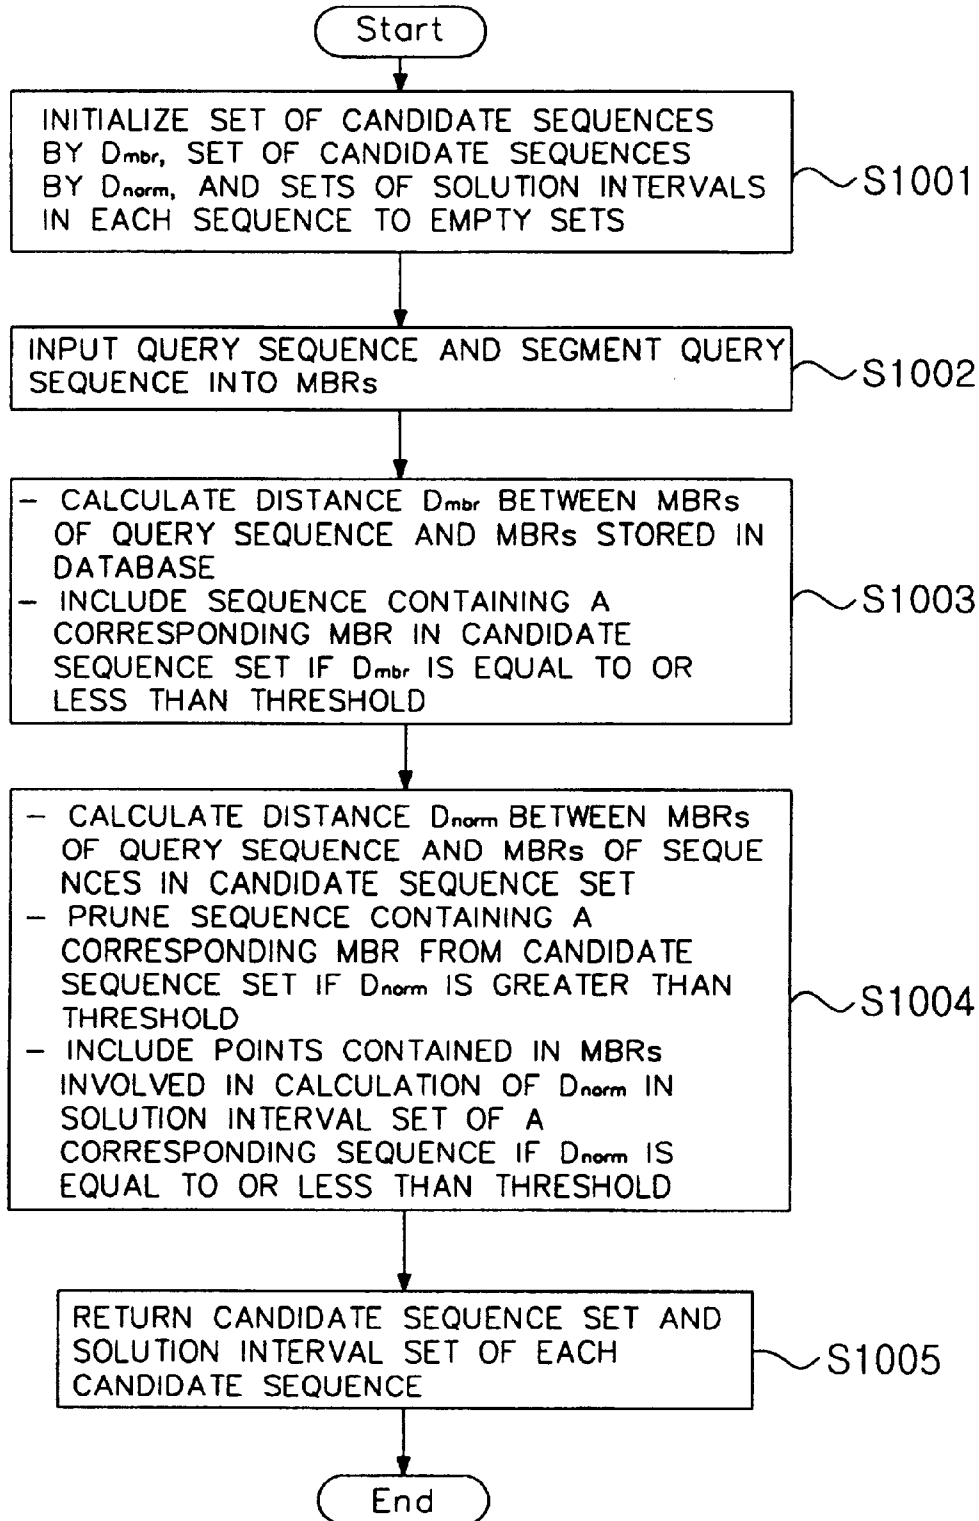 Start
INITIALIZE SET OF CANDIDATE SEQUENCES
BY Dmbr, SET OF CANDIDATE SEQUENCES
BY Dnorm, AND SETS OF SOLUTION INTERVALS
IN EACH SEQUENCE TO EMPTY SETS
S1001
INPUT QUERY SEQUENCE AND SEGMENT QUERY
SEQUENCE INTO MBRs
S1002
– CALCULATE DISTANCE Dmbr BETWEEN MBRs
OF QUERY SEQUENCE AND MBRs STORED IN
DATABASE
– INCLUDE SEQUENCE CONTAINING A
CORRESPONDING MBR IN CANDIDATE
SEQUENCE SET IF Dmbr IS EQUAL TO OR
LESS THAN THRESHOLD
S1003
– CALCULATE DISTANCE Dnorm BETWEEN MBRs
OF QUERY SEQUENCE AND MBRs OF SEQUE
NCES IN CANDIDATE SEQUENCE SET
– PRUNE SEQUENCE CONTAINING A
CORRESPONDING MBR FROM CANDIDATE
SEQUENCE SET IF Dnorm IS GREATER THAN
THRESHOLD
– INCLUDE POINTS CONTAINED IN MBRs
INVOLVED IN CALCULATION OF Dnorm IN
SOLUTION INTERVAL SET OF A
CORRESPONDING SEQUENCE IF Dnorm IS
EQUAL TO OR LESS THAN THRESHOLD
S1004
RETURN CANDIDATE SEQUENCE SET AND
SOLUTION INTERVAL SET OF EACH
CANDIDATE SEQUENCE
S1005
End